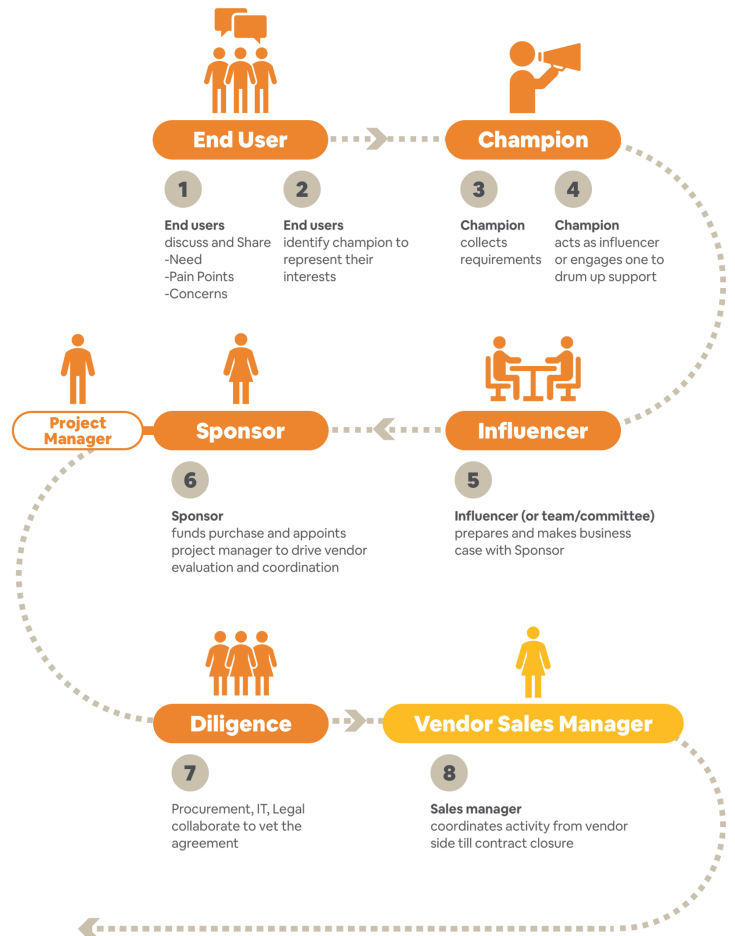 End User
Champion
1
End users
discuss and Share
-Need
-Pain Points
-Concerns
2
End users
identify champion to
represent their
interests
3
Champion
collects
requirements
4
Champion
acts as influencer
or engages one to
drum up support
Project
Manager
Sponsor
Influencer
6
Sponsor
funds purchase and appoints
project manager to drive vendor
evaluation and coordination
5
Influencer (or team/committee)
prepares and makes business
case with Sponsor
Diligence
Vendor Sales Manager
7
Procurement, IT, Legal
collaborate to vet the
agreement
8
Sales manager
coordinates activity from vendor
side till contract closure